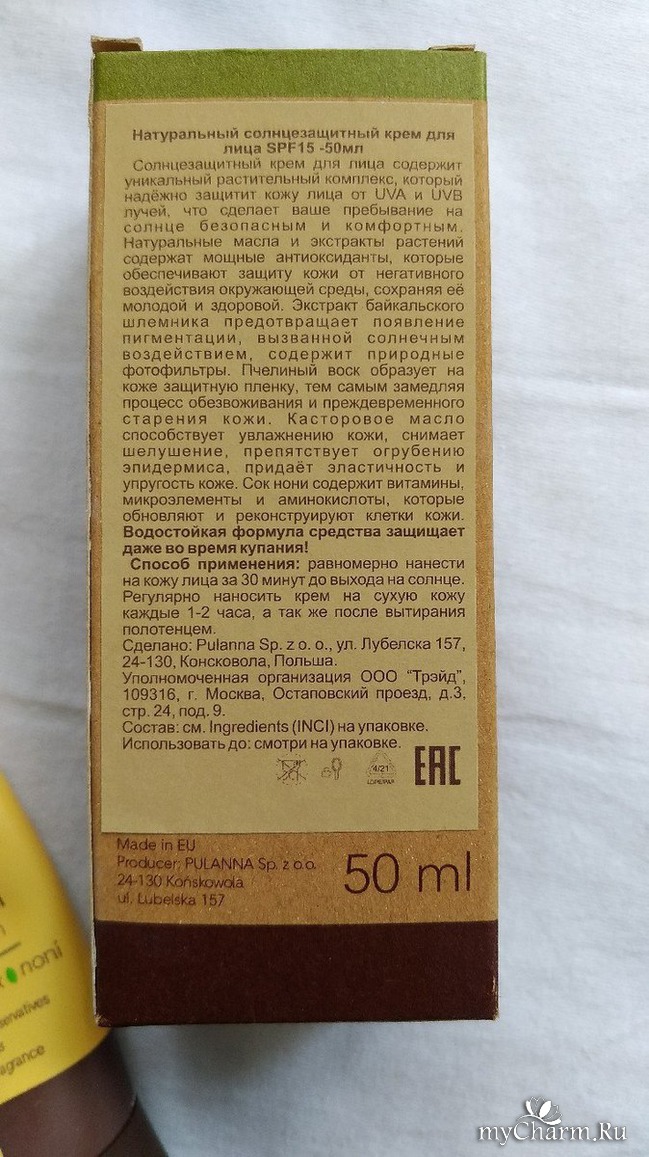 Натуральный солнцезащитный крем для
лица SPF15 -50мл
Солнцезащитный крем для лица содержит
уникальный растительный комплекс, который
надёжно защитит кожу лица от UVA и UVB
лучей, что сделает ваше пребывание на
солнце безопасным и комфортным.
Натуральные масла и экстракты растений
содержат мощные антиоксиданты, которые
обеспечивают защиту кожи от негативного
воздействия окружающей среды, сохраняя её
молодой и здоровой. Экстракт байкальского
шлемника предотвращает появление
пигментации, вызванной солнечным
воздействием, содержит природные
фотофильтры. Пчелиный воск образует на
коже защитную пленку, тем самым замедляя
процесс обезвоживания и преждевременного
старения кожи. Касторовое масло
способствует увлажнению кожи, снимает
шелушение, препятствует огрубению
эпидермиса, придаёт эластичность и
упругость коже. Сок нони содержит витамины,
микроэлементы и аминокислоты, которые
обновляют и реконструируют клетки кожи.
Водостойкая формула средства защищает
даже во время купания!
Способ применения: равномерно нанести
на кожу лица за 30 минут до выхода на солнце.
Регулярно наносить крем на сухую кожу
каждые 1-2 часа, а так же после вытирания
полотенцем.
Сделано: Pulanna Sp. z o. o., ул. Лубелска 157,
24-130, Консковола, Польша.
Уполномоченная организация ООО "Трэйд",
109316, г. Москва, Остаповский проезд, д.3,
стр. 24, под. 9.
Состав: см. Ingredients (INCI) на упаковке.
Использовать до: смотри на упаковке.
4/21
EAC
Made in EU
Producer: PULANNA Sp. z o.o.
24-130 Końskowola
ul. Lubelska 157
50 ml
noni
myCharm.Ru